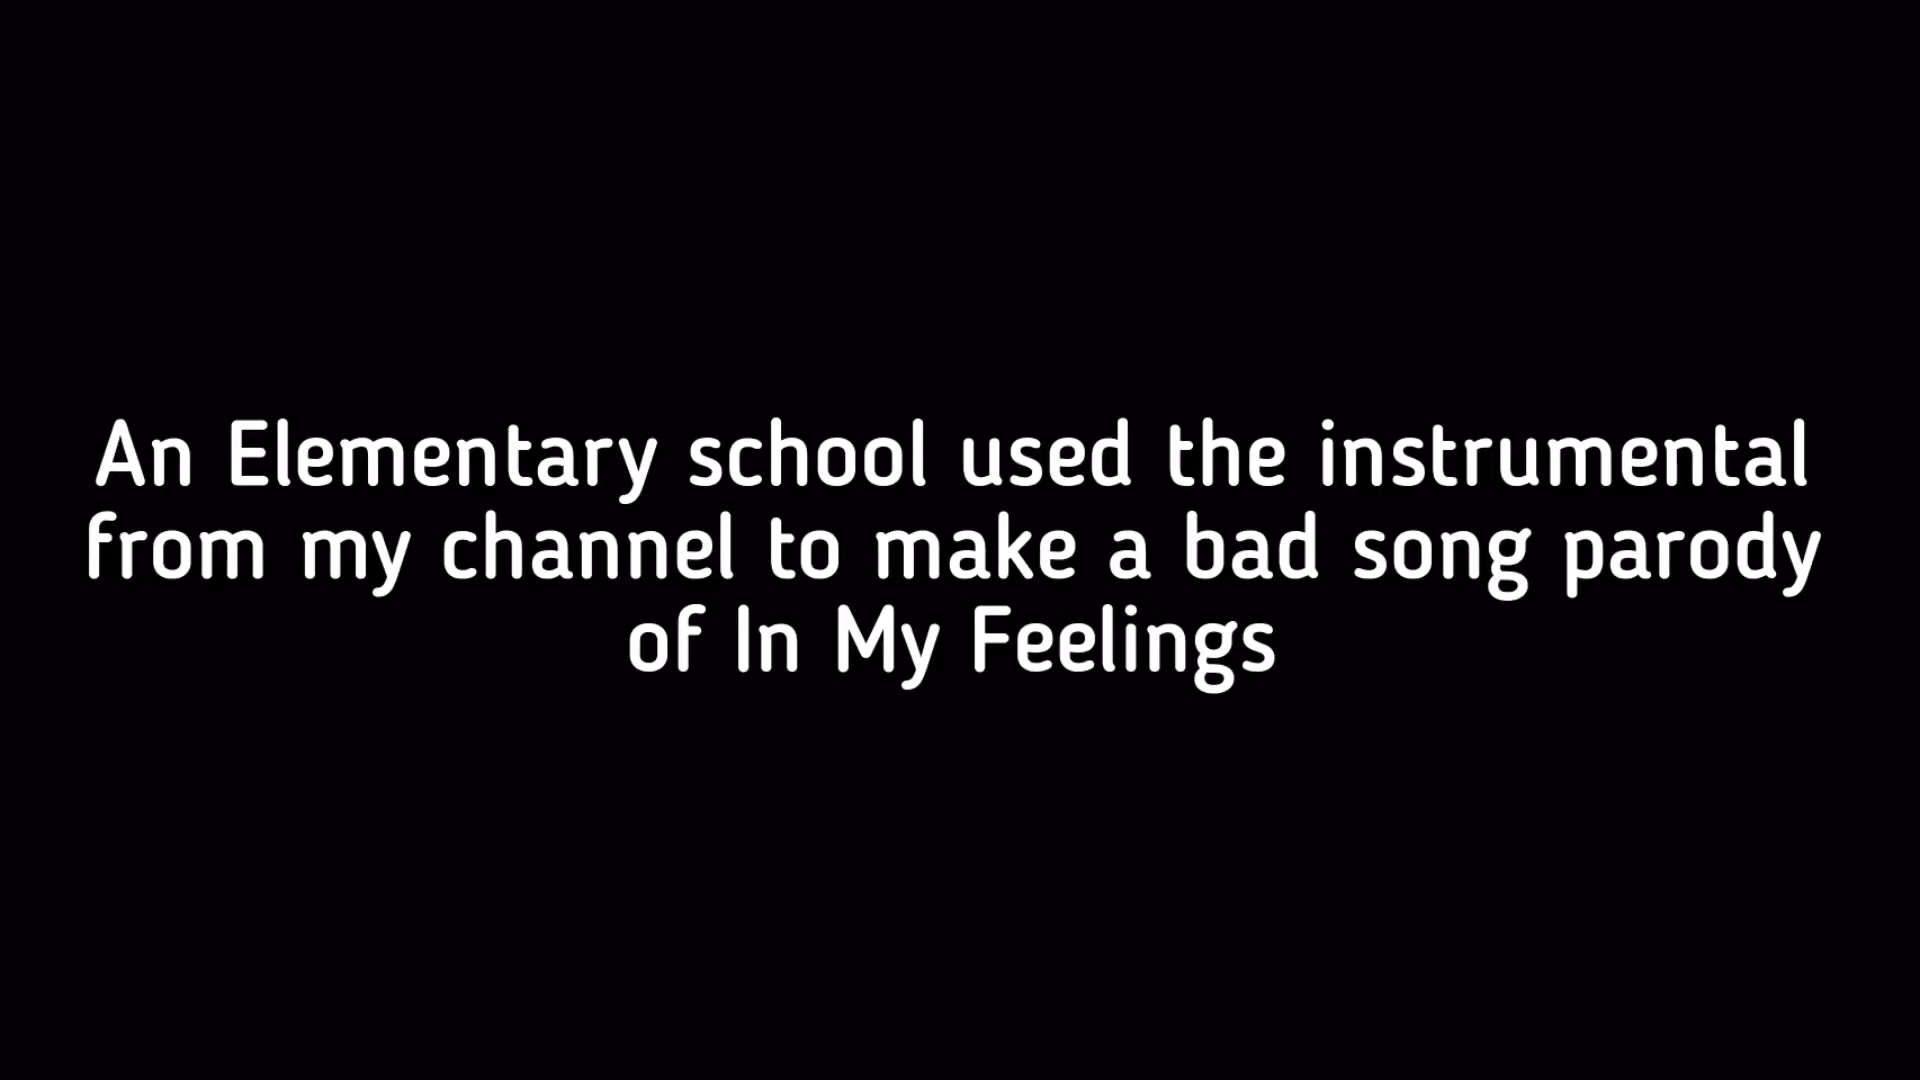 An Elementary school used the instrumental
from my channel to make a bad song parody
of In My Feelings